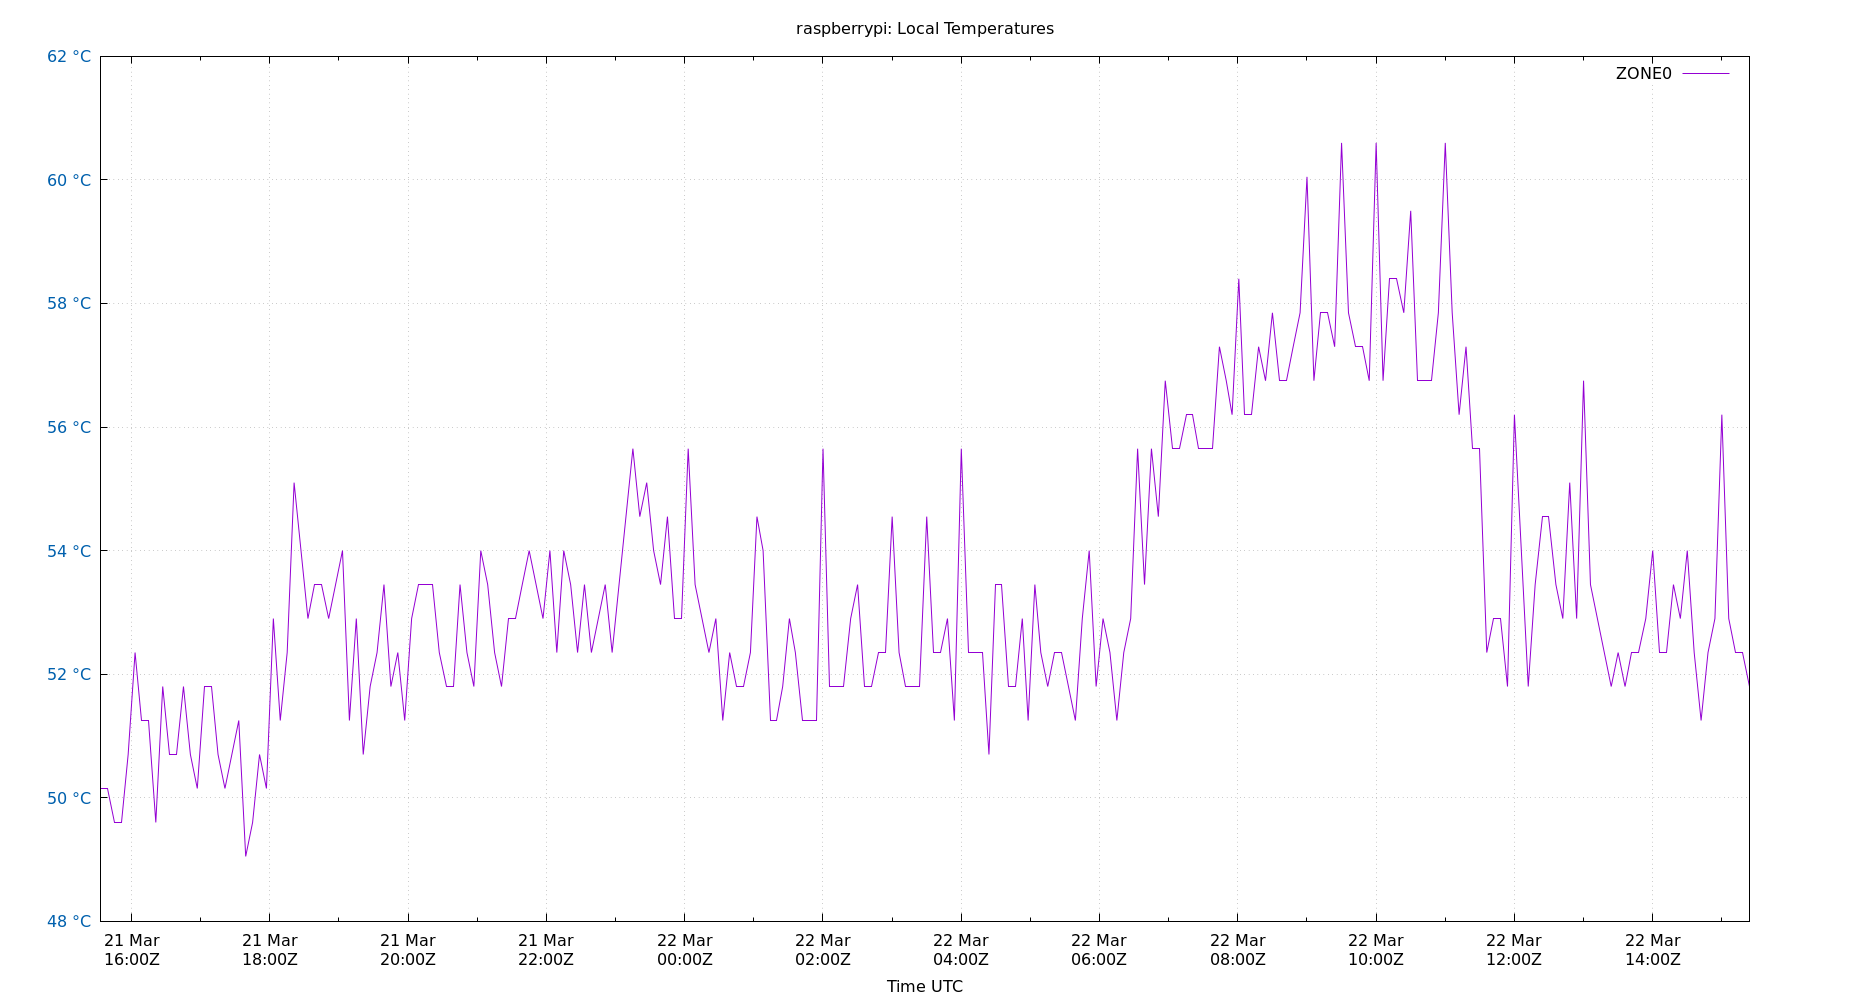 raspberrypi: Local Temperatures
62 °C
ZONE0
60 °C
58 °C
56 °C
54 °C
52 °C
50 °C
48 °C
21 Mar 21 Mar 21 Mar 21 Mar 22 Mar 22 Mar 22 Mar 22 Mar 22 Mar 22 Mar 22 Mar 22 Mar
16:00Z 18:00Z 20:00Z 22:00Z 00:00Z 02:00Z 04:00Z 06:00Z 08:00Z 10:00Z 12:00Z 14:00Z
Time UTC